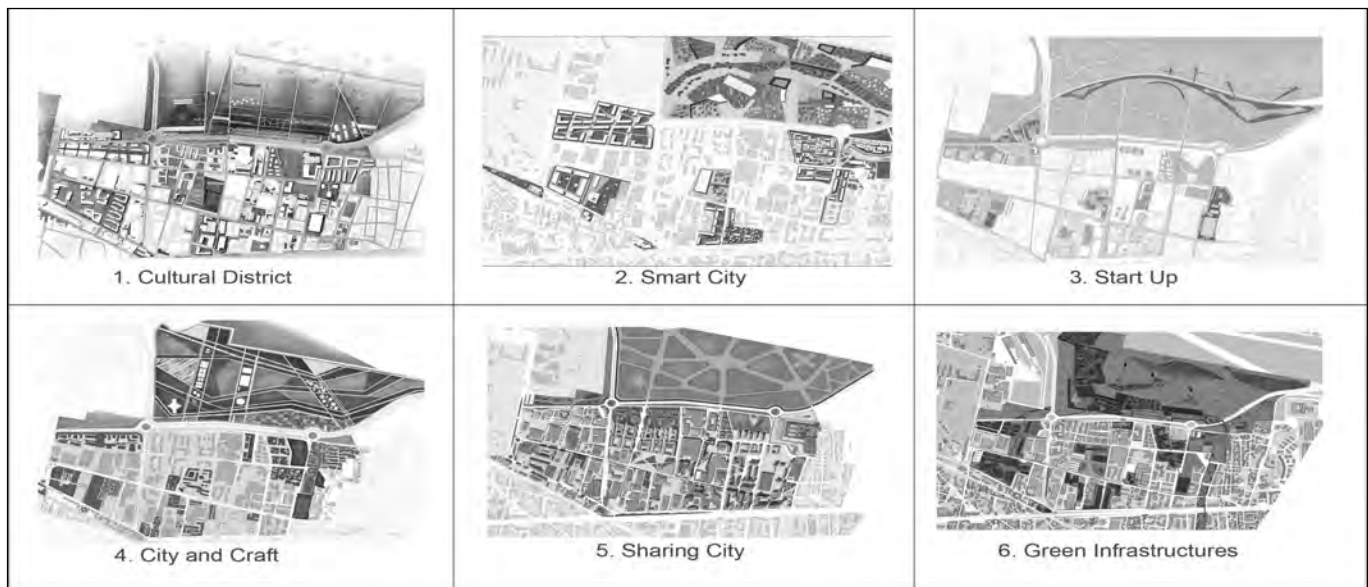 1. Cultural District
2. Smart City
3. Start Up
4. City and Craft
5. Sharing City
6. Green Infrastructures